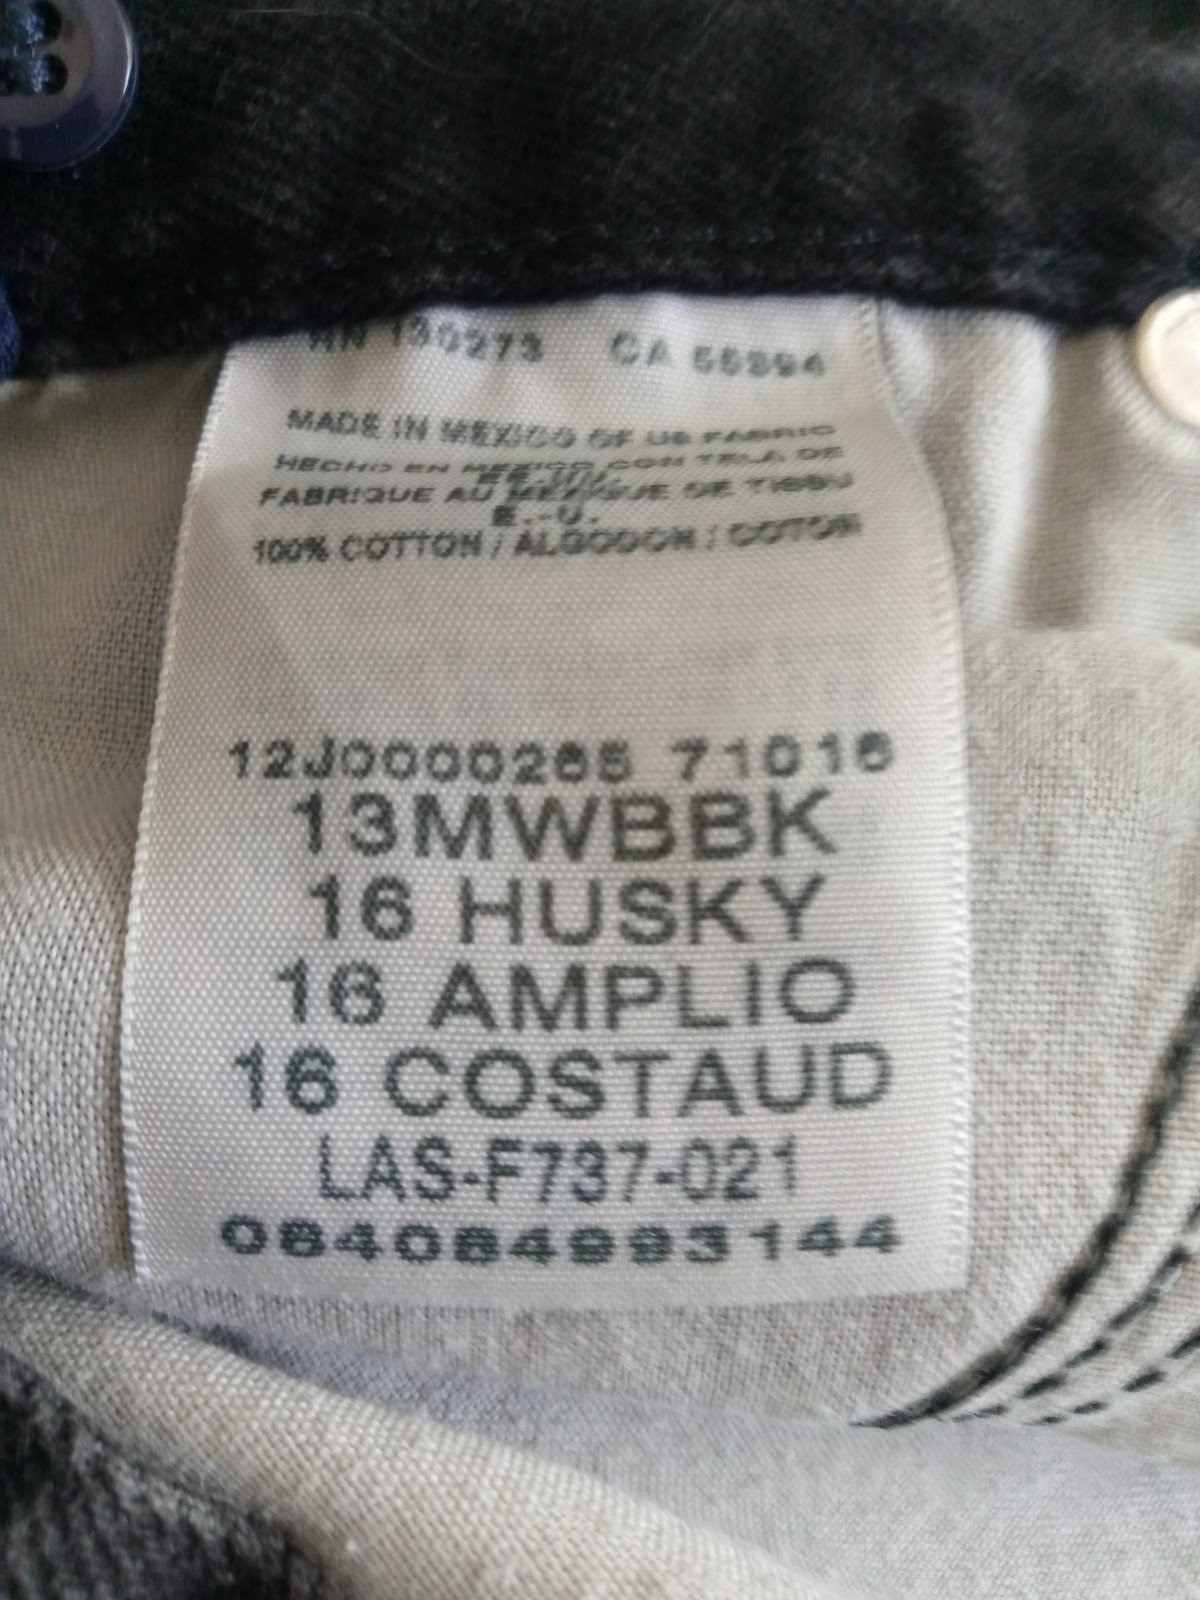 RN 130273 CA 56894
MADE IN MEXICO OF US FABRIC
HECHO EN MEXICO CON TELA DE
EE.UU.
FABRIQUE AU MEXIQUE DE TISSU
E.-U.
100% COTTON / ALGODON / COTON
12J0000265 71016
13MWBBK
16 HUSKY
16 AMPLIO
16 COSTAUD
LAS-F737-021
084084993144